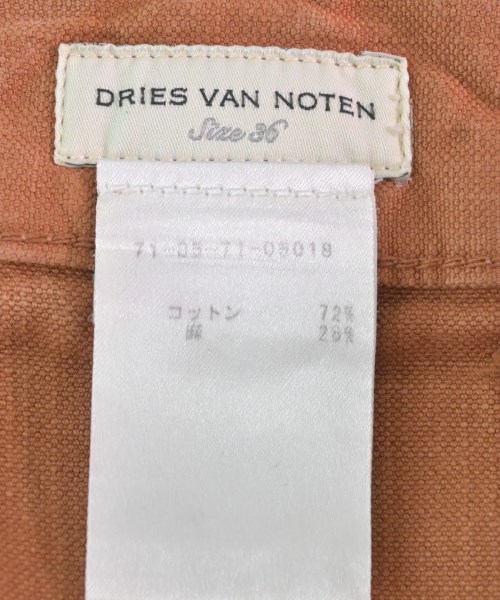 DRIES VAN NOTEN
Size 36
71-05-71-05018
コットン 72%
麻 28%